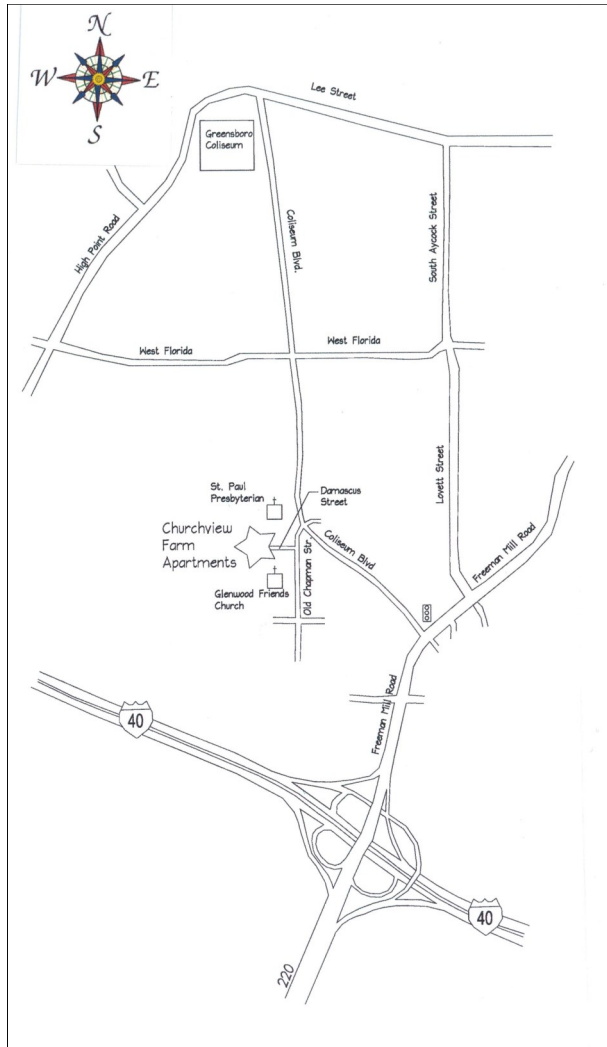 N
W
E
S
Lee Street
Greensboro
Coliseum
High Point Road
Coliseum Blvd.
South Aycock Street
West Florida
West Florida
St. Paul
Presbyterian
Damascus
Street
Lovett Street
Churchview
Farm
Apartments
Coliseum Blvd
Old Chapman Str.
Freeman Mill Road
Glenwood Friends
Church
Freeman Mill Road
40
40
220